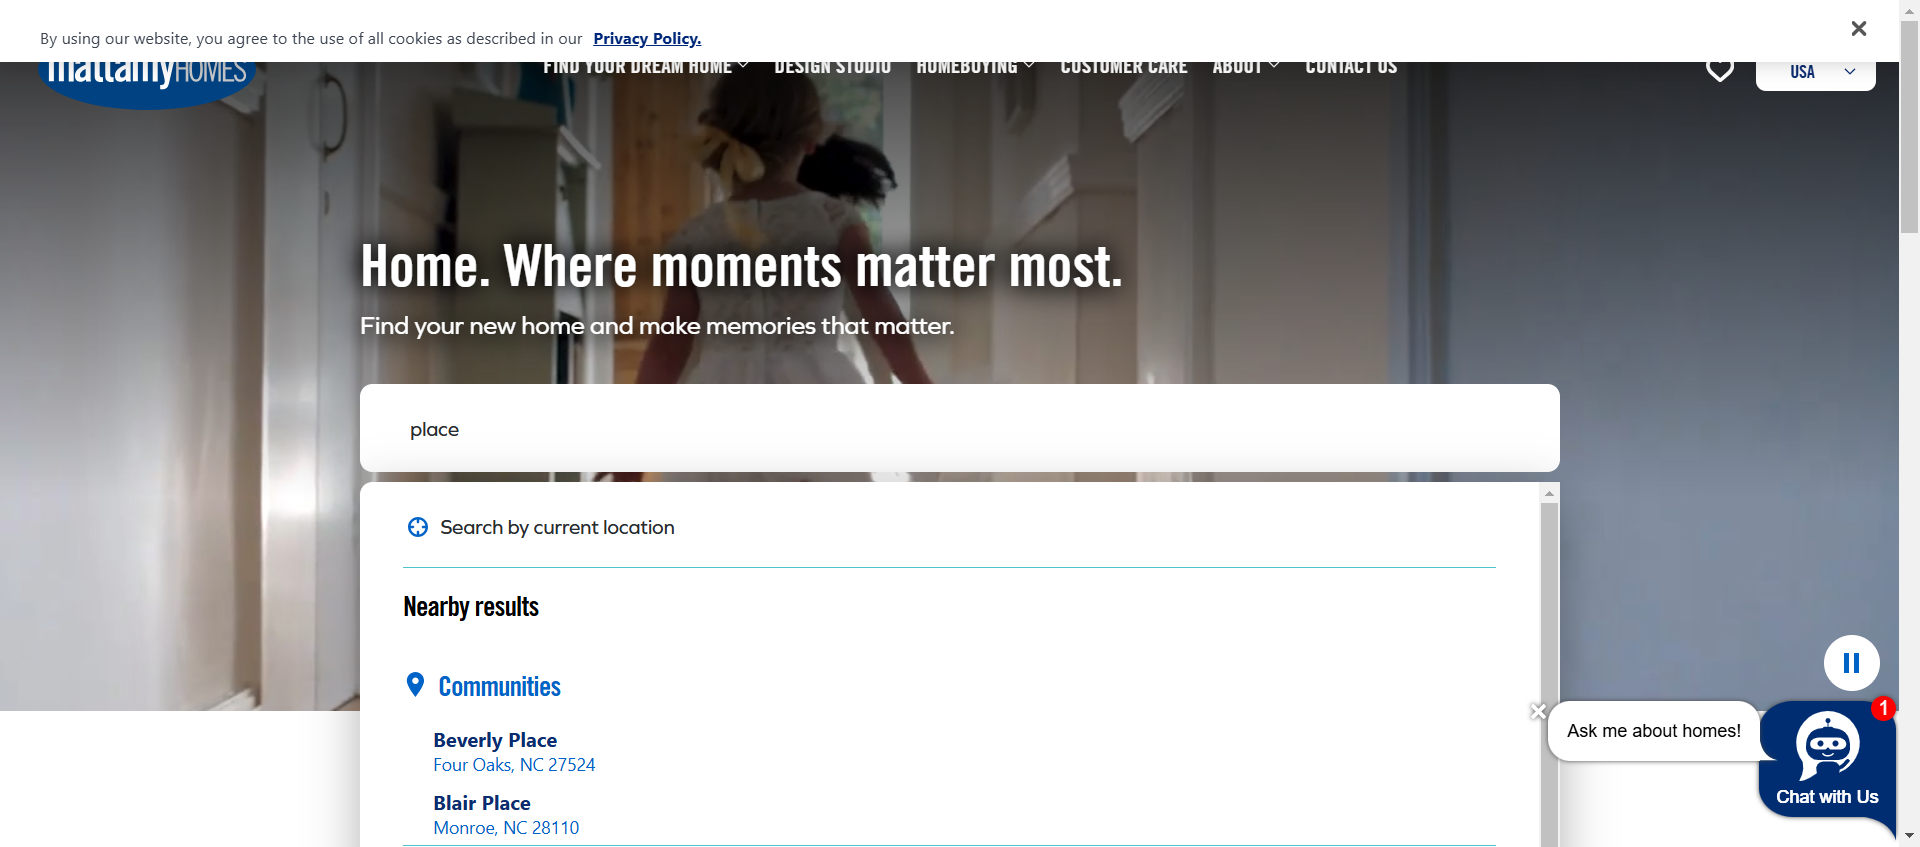 By using our website, you agree to the use of all cookies as described in our Privacy Policy.
mattamyHOMES
FIND YOUR DREAM HOME
DESIGN STUDIO
HOMEBUYING
CUSTOMER CARE
ABOUT
CONTACT US
USA
Home. Where moments matter most.
Find your new home and make memories that matter.
place
Search by current location
Nearby results
Communities
Beverly Place
Four Oaks, NC 27524
Blair Place
Monroe, NC 28110
1
Ask me about homes!
Chat with Us